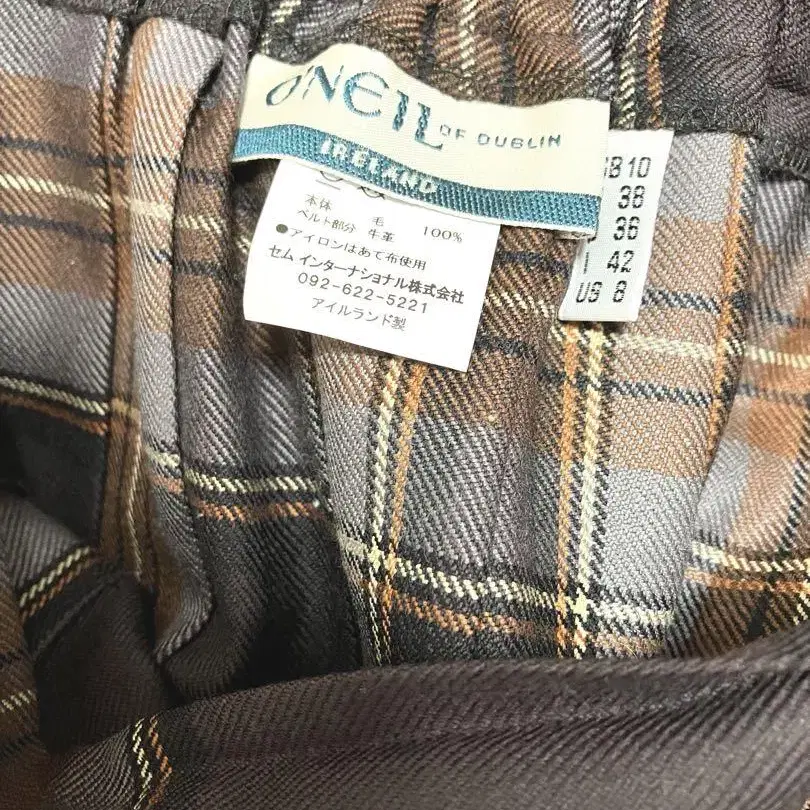 O'NEIL OF DUBLIN
IRELAND
本体 毛
ベルト部分 牛革 100%
●アイロンはあて布使用
セム インターナショナル株式会社
092-622-5221
アイルランド製
10
38
36
I 42
US 8